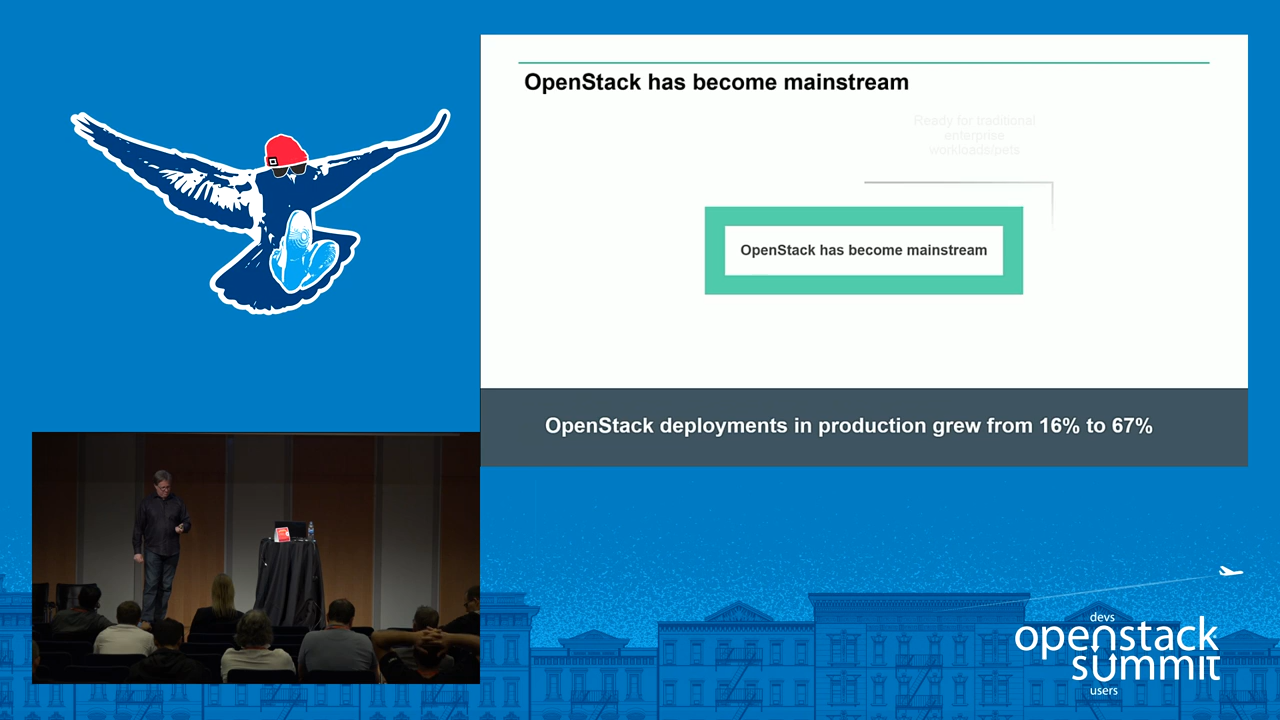 OpenStack has become mainstream
Ready for traditional
enterprise
workloads/pets
OpenStack has become mainstream
OpenStack deployments in production grew from 16% to 67%
devs
openstack
summit
users